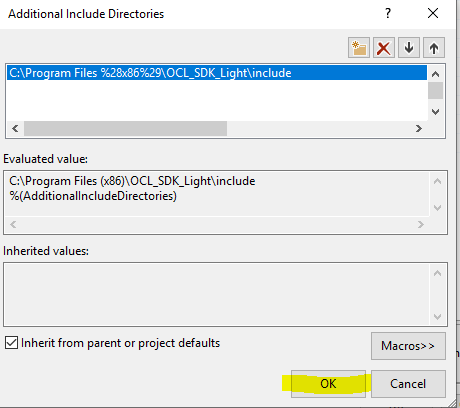 Additional Include Directories
C:\Program Files %28x86%29\OCL_SDK_Light\include
Evaluated value:
C:\Program Files (x86)\OCL_SDK_Light\include
%(AdditionalIncludeDirectories)
Inherited values:
Inherit from parent or project defaults
Macros>>
OK
Cancel